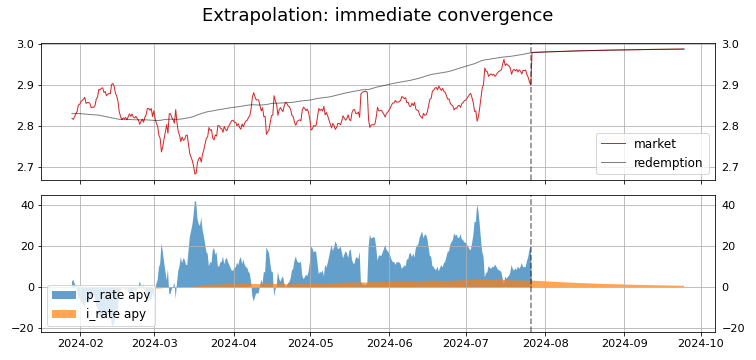 Extrapolation: immediate convergence
3.0
3.0
2.9
2.9
2.8
2.8
2.7
2.7
market
redemption
40
40
20
20
0
0
−20
−20
p_rate apy
i_rate apy
2024-02 2024-03 2024-04 2024-05 2024-06 2024-07 2024-08 2024-09 2024-10